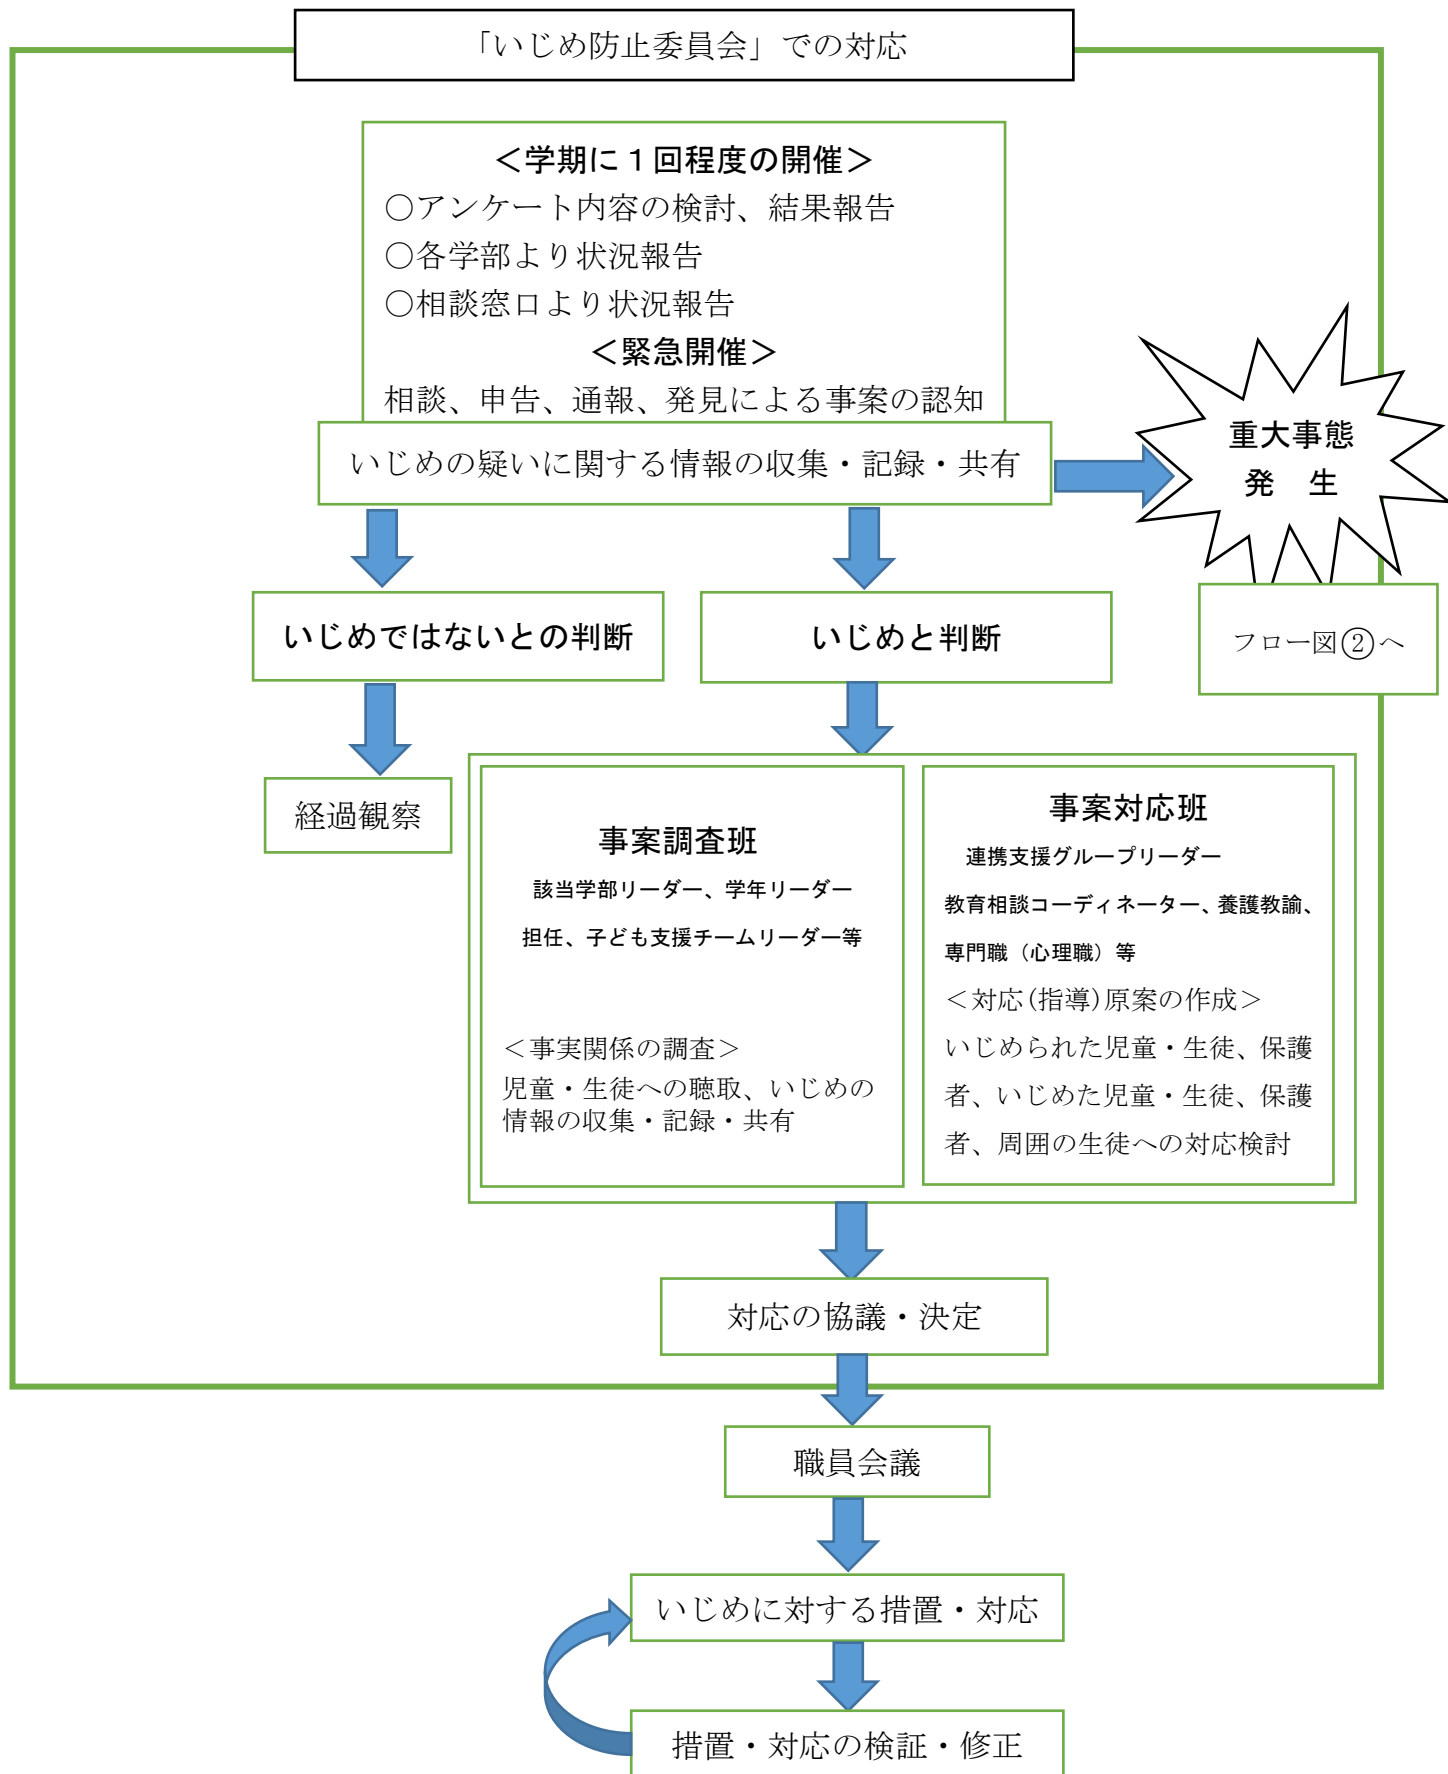 「いじめ防止委員会」での対応
＜学期に１回程度の開催＞
○アンケート内容の検討、結果報告
○各学部より状況報告
○相談窓口より状況報告
＜緊急開催＞
相談、申告、通報、発見による事案の認知
いじめの疑いに関する情報の収集・記録・共有
重大事態
発　生
フロー図②へ
いじめではないとの判断
いじめと判断
経過観察
事案調査班
該当学部リーダー、学年リーダー
担任、子ども支援チームリーダー等
＜事実関係の調査＞
児童・生徒への聴取、いじめの
情報の収集・記録・共有
事案対応班
連携支援グループリーダー
教育相談コーディネーター、養護教諭、
専門職（心理職）等
＜対応(指導)原案の作成＞
いじめられた児童・生徒、保護
者、いじめた児童・生徒、保護
者、周囲の生徒への対応検討
対応の協議・決定
職員会議
いじめに対する措置・対応
措置・対応の検証・修正